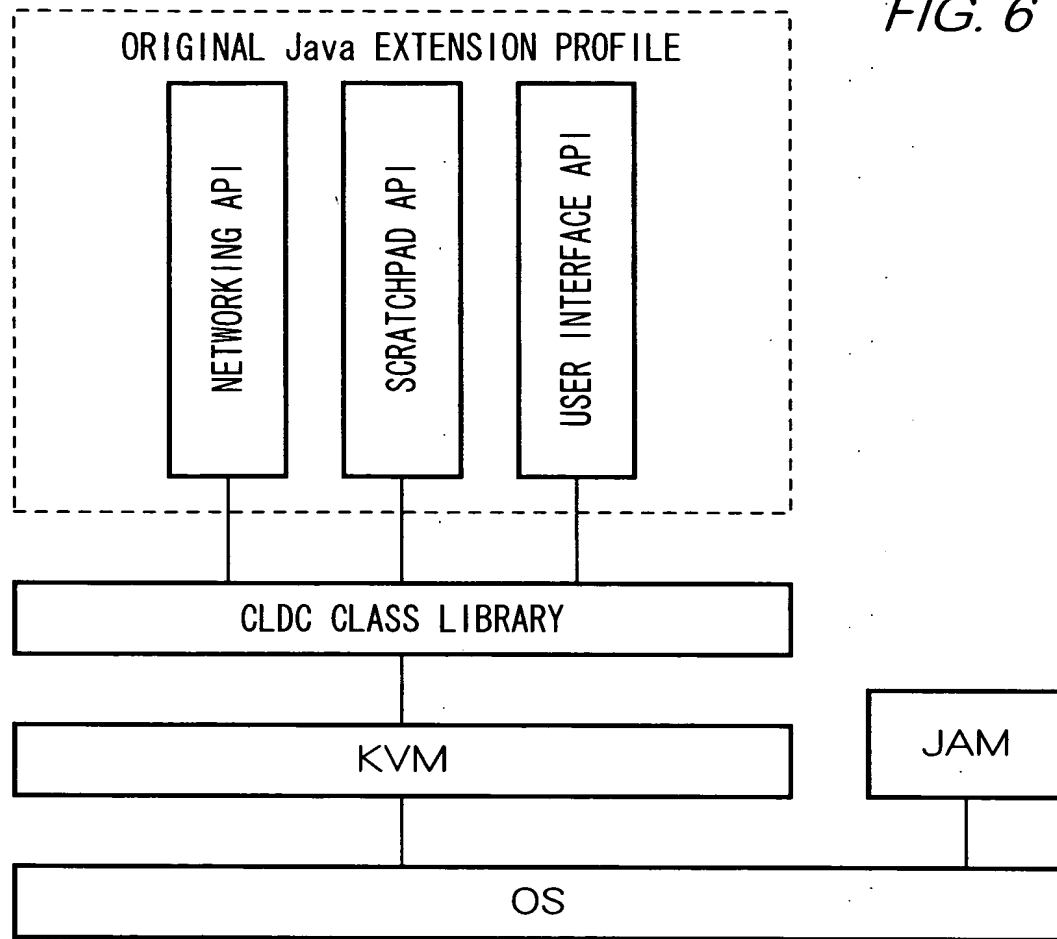 FIG. 6
ORIGINAL Java EXTENSION PROFILE
NETWORKING API
SCRATCHPAD API
USER INTERFACE API
CLDC CLASS LIBRARY
KVM
JAM
OS